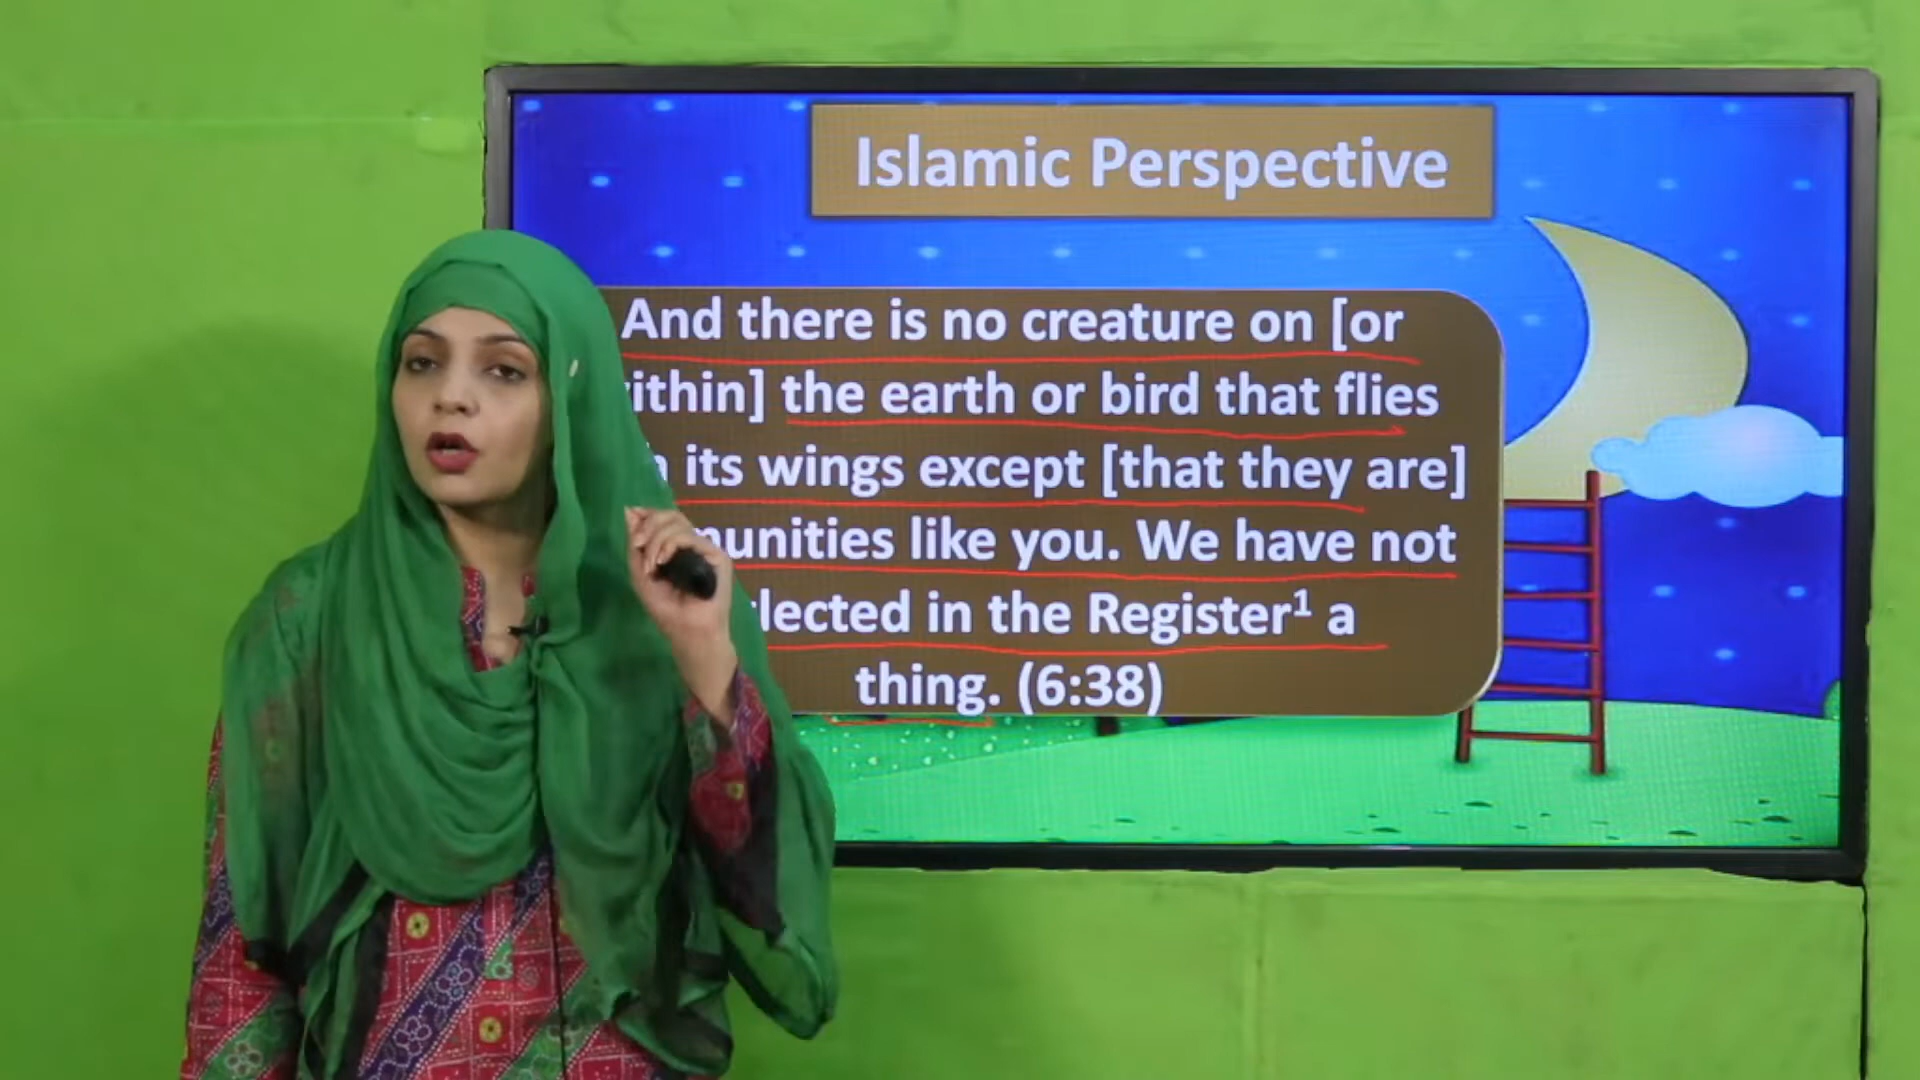 Islamic Perspective
And there is no creature on [or
ithin] the earth or bird that flies
its wings except [that they are]
unities like you. We have not
lected in the Register¹ a
thing. (6:38)